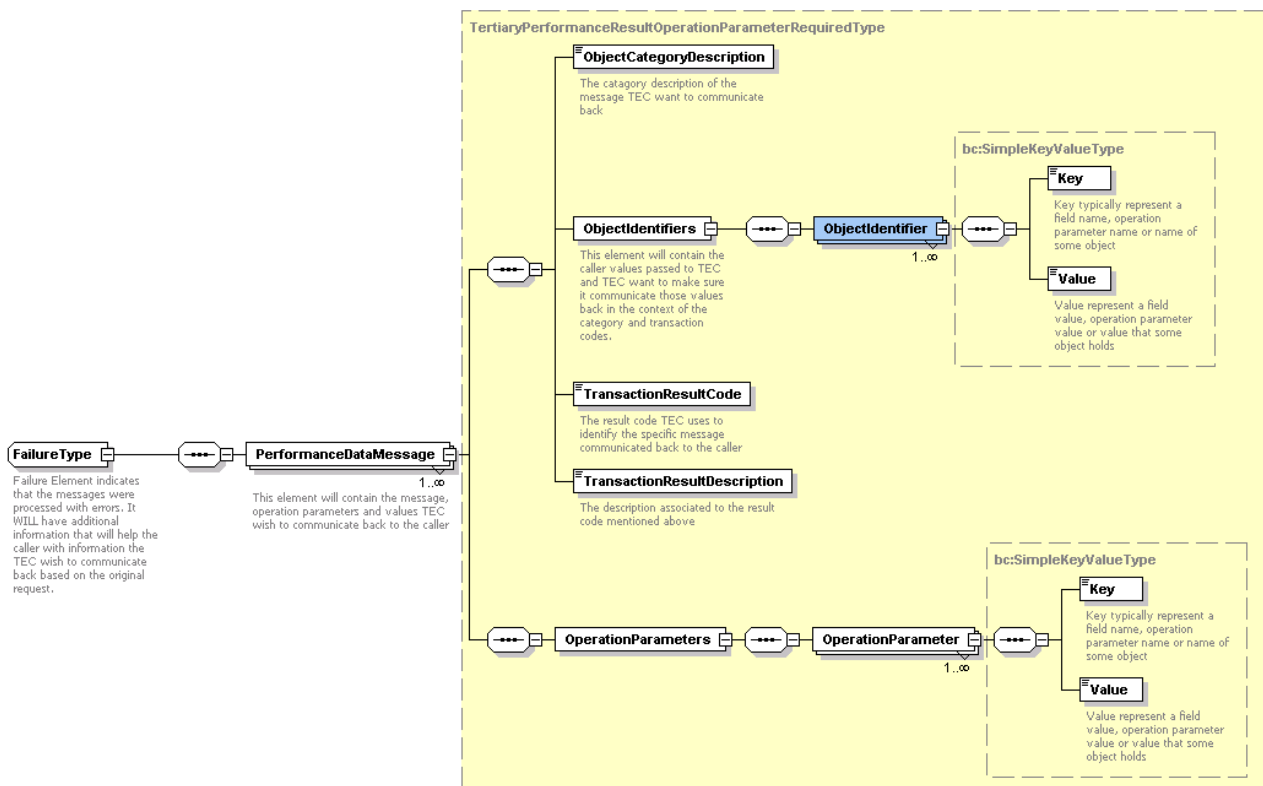 TertiaryPerformanceResultOperationParameterRequiredType
ObjectCategoryDescription
The catagory description of the
message TEC want to communicate
back
bc:SimpleKeyValueType
Key
Key typically represent a
field name, operation
parameter name or name of
some object
ObjectIdentifiers
ObjectIdentifier
1..∞
This element will contain the
caller values passed to TEC
and TEC want to make sure
it communicate those values
back in the context of the
category and transaction
codes.
Value
Value represent a field
value, operation parameter
value or value that some
object holds
TransactionResultCode
The result code TEC uses to
identify the specific message
communicated back to the caller
FailureType
Failure Element indicates
that the messages were
processed with errors. It
WILL have additional
information that will help the
caller with information the
TEC wish to communicate
back based on the original
request.
PerformanceDataMessage
1..∞
This element will contain the message,
operation parameters and values TEC
wish to communicate back to the caller
TransactionResultDescription
The description associated to the result
code mentioned above
bc:SimpleKeyValueType
Key
Key typically represent a
field name, operation
parameter name or name of
some object
OperationParameters
OperationParameter
1..∞
Value
Value represent a field
value, operation parameter
value or value that some
object holds